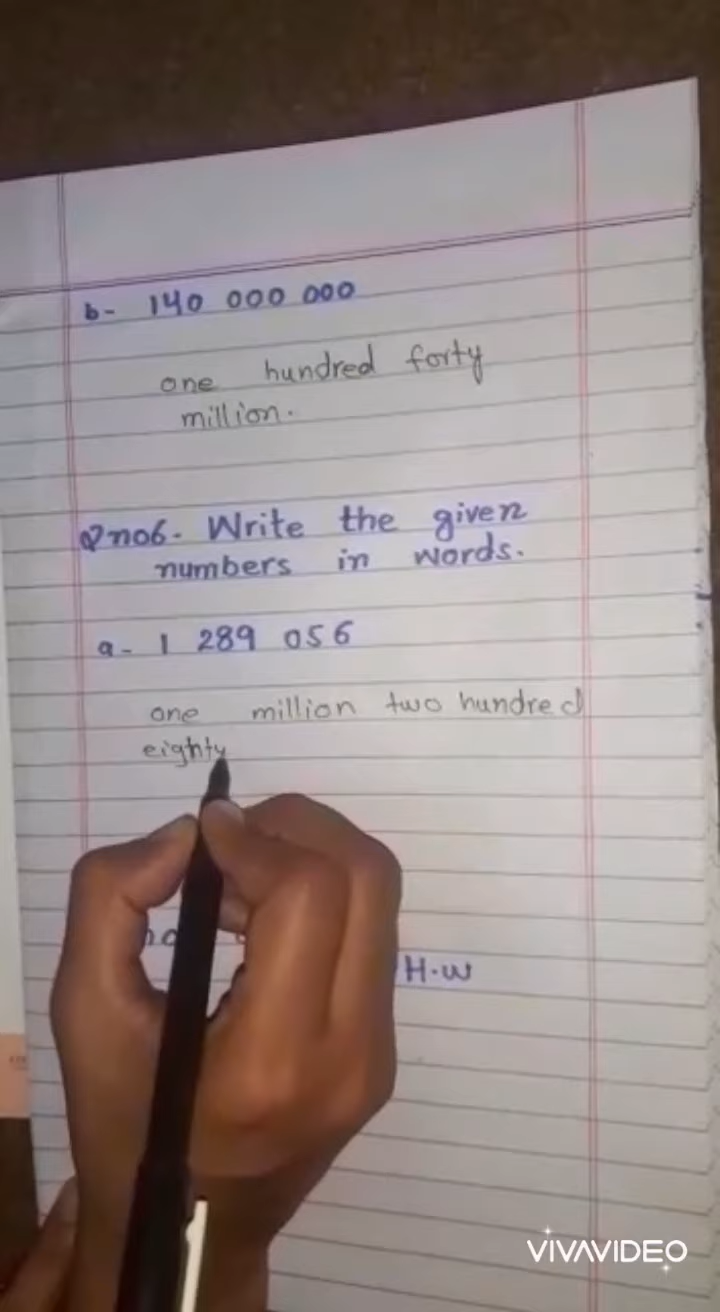 b- 140 000 000
one hundred forty
million.
Qno6. Write the given
numbers in words.
a- 1 289 056
one million two hundred
eighty
H.w
VIVAVIDEO